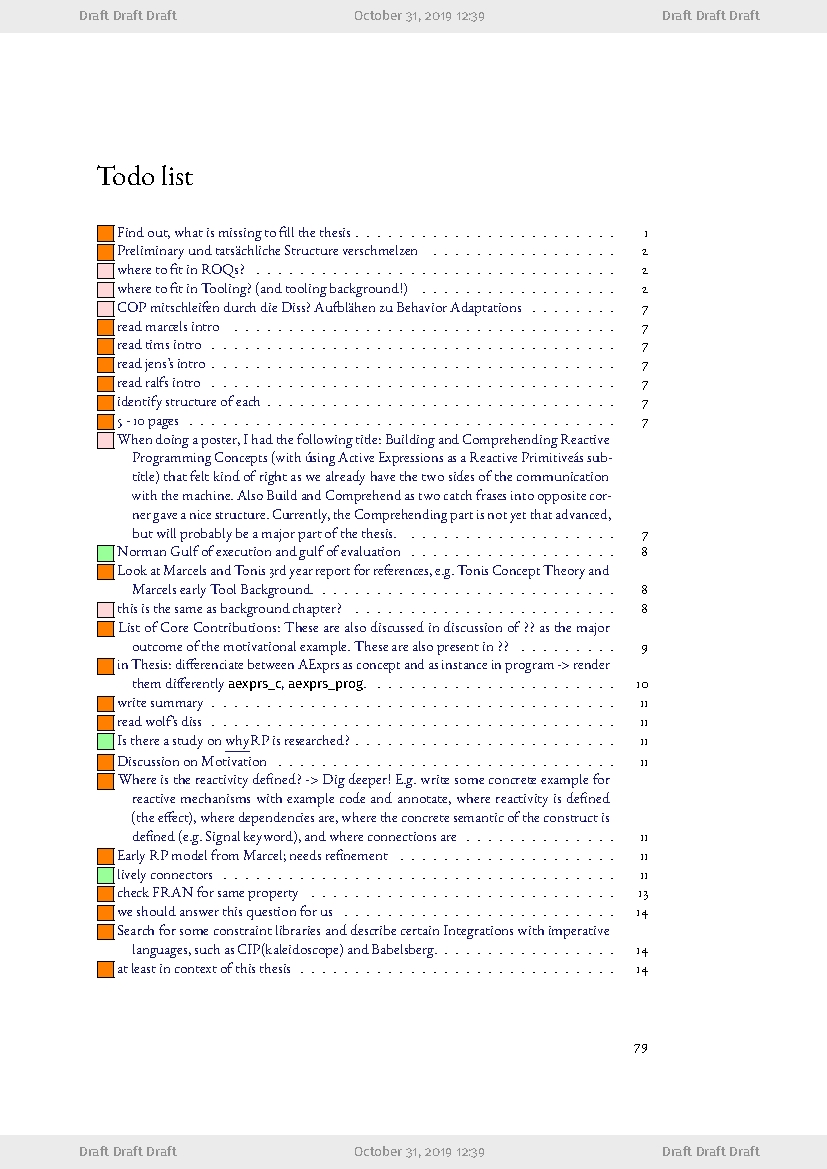 Draft Draft Draft October 31, 2019 12:39 Draft Draft Draft
Todo list
Find out, what is missing to fill the thesis . . . . . . . . . . . . . . . . . . . . . . . . 1
Preliminary und tatsächliche Structure verschmelzen . . . . . . . . . . . . . . . . . 2
where to fit in ROQs? . . . . . . . . . . . . . . . . . . . . . . . . . . . . . . . . . 2
where to fit in Tooling? (and tooling background!) . . . . . . . . . . . . . . . . . 2
COP mitschleifen durch die Diss? Aufblähen zu Behavior Adaptations . . . . . . . . 7
read marcels intro . . . . . . . . . . . . . . . . . . . . . . . . . . . . . . . . . . . 7
read tims intro . . . . . . . . . . . . . . . . . . . . . . . . . . . . . . . . . . . . . 7
read jens's intro . . . . . . . . . . . . . . . . . . . . . . . . . . . . . . . . . . . . . 7
read ralfs intro . . . . . . . . . . . . . . . . . . . . . . . . . . . . . . . . . . . . . 7
identify structure of each . . . . . . . . . . . . . . . . . . . . . . . . . . . . . . . . 7
5 - 10 pages . . . . . . . . . . . . . . . . . . . . . . . . . . . . . . . . . . . . . . . 7
When doing a poster, I had the following title: Building and Comprehending Reactive
Programming Concepts (with úsing Active Expressions as a Reactive Primitiveás sub-
title) that felt kind of right as we already have the two sides of the communication
with the machine. Also Build and Comprehend as two catch frases into opposite cor-
ner gave a nice structure. Currently, the Comprehending part is not yet that advanced,
but will probably be a major part of the thesis. . . . . . . . . . . . . . . . . . . . 7
Norman Gulf of execution and gulf of evaluation . . . . . . . . . . . . . . . . . . . 8
Look at Marcels and Tonis 3rd year report for references, e.g. Tonis Concept Theory and
Marcels early Tool Background. . . . . . . . . . . . . . . . . . . . . . . . . . . . 8
this is the same as background chapter? . . . . . . . . . . . . . . . . . . . . . . . . 8
List of Core Contributions: These are also discussed in discussion of ?? as the major
outcome of the motivational example. These are also present in ?? . . . . . . . . . 9
in Thesis: differenciate between AExprs as concept and as instance in program -> render
them differently aexprs_c, aexprs_prog. . . . . . . . . . . . . . . . . . . . . . . 10
write summary . . . . . . . . . . . . . . . . . . . . . . . . . . . . . . . . . . . . . 11
read wolf's diss . . . . . . . . . . . . . . . . . . . . . . . . . . . . . . . . . . . . . 11
Is there a study on why RP is researched? . . . . . . . . . . . . . . . . . . . . . . . . 11
Discussion on Motivation . . . . . . . . . . . . . . . . . . . . . . . . . . . . . . . 11
Where is the reactivity defined? -> Dig deeper! E.g. write some concrete example for
reactive mechanisms with example code and annotate, where reactivity is defined
(the effect), where dependencies are, where the concrete semantic of the construct is
defined (e.g. Signal keyword), and where connections are . . . . . . . . . . . . . . 11
Early RP model from Marcel; needs refinement . . . . . . . . . . . . . . . . . . . . 11
lively connectors . . . . . . . . . . . . . . . . . . . . . . . . . . . . . . . . . . . . 11
check FRAN for same property . . . . . . . . . . . . . . . . . . . . . . . . . . . . 13
we should answer this question for us . . . . . . . . . . . . . . . . . . . . . . . . . 14
Search for some constraint libraries and describe certain Integrations with imperative
languages, such as CIP(kaleidoscope) and Babelsberg. . . . . . . . . . . . . . . . . 14
at least in context of this thesis . . . . . . . . . . . . . . . . . . . . . . . . . . . . . 14
79
Draft Draft Draft October 31, 2019 12:39 Draft Draft Draft